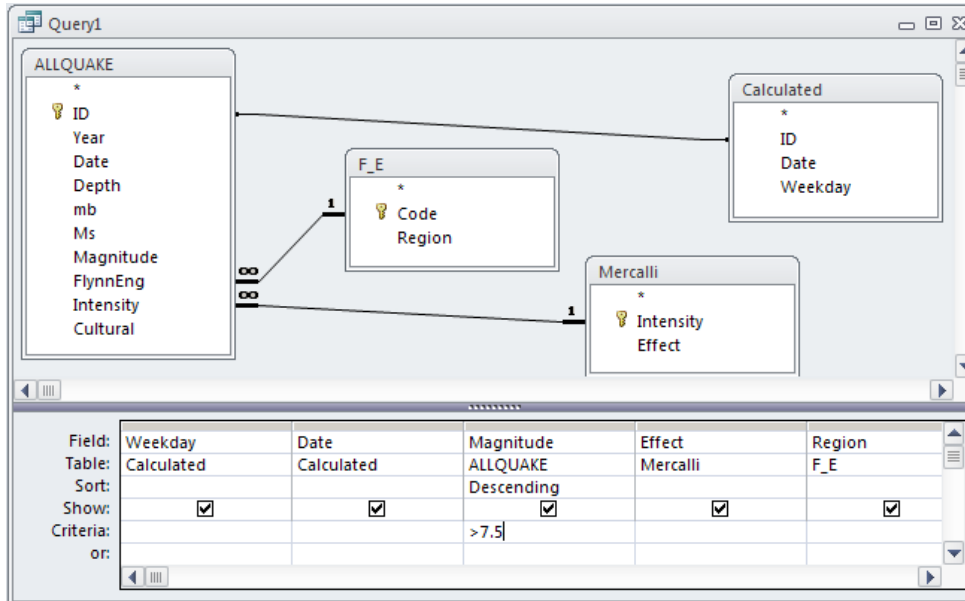 Query1
ALLQUAKE
*
ID
Year
Date
Depth
mb
Ms
Magnitude
FlynnEng
Intensity
Cultural
Calculated
*
ID
Date
Weekday
F_E
*
Code
Region
Mercalli
*
Intensity
Effect
1
∞
∞
1
Field: Weekday Date Magnitude Effect Region
Table: Calculated Calculated ALLQUAKE Mercalli F_E
Sort: Descending
Show:
Criteria: >7.5
or: